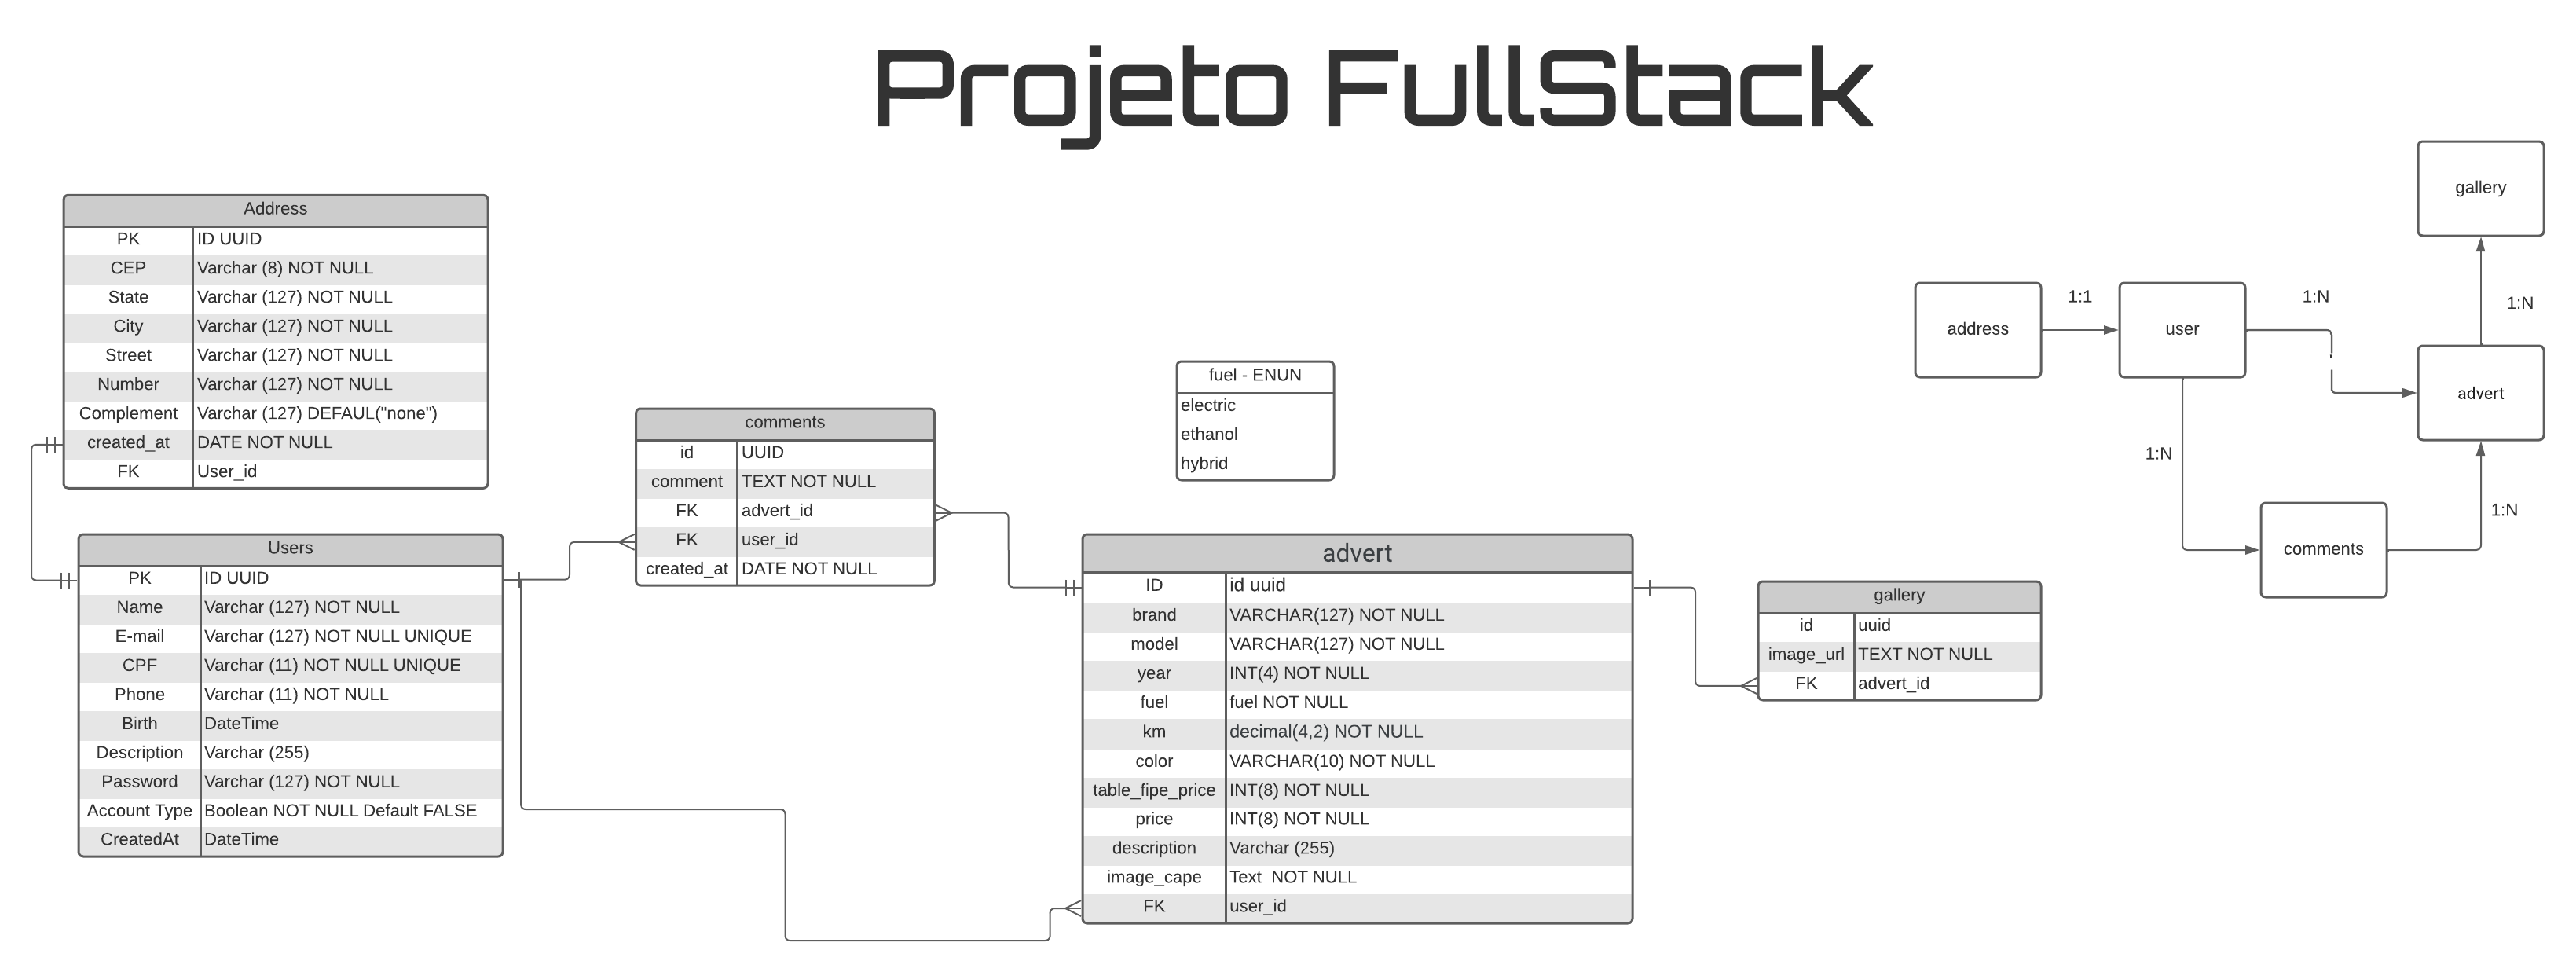 Projeto FullStack
Address
PK ID UUID
CEP Varchar (8) NOT NULL
State Varchar (127) NOT NULL
City Varchar (127) NOT NULL
Street Varchar (127) NOT NULL
Number Varchar (127) NOT NULL
Complement Varchar (127) DEFAUL("none")
created_at DATE NOT NULL
FK User_id
Users
PK ID UUID
Name Varchar (127) NOT NULL
E-mail Varchar (127) NOT NULL UNIQUE
CPF Varchar (11) NOT NULL UNIQUE
Phone Varchar (11) NOT NULL
Birth DateTime
Description Varchar (255)
Password Varchar (127) NOT NULL
Account Type Boolean NOT NULL Default FALSE
CreatedAt DateTime
comments
id UUID
comment TEXT NOT NULL
FK advert_id
FK user_id
created_at DATE NOT NULL
fuel - ENUN
electric
ethanol
hybrid
advert
ID id uuid
brand VARCHAR(127) NOT NULL
model VARCHAR(127) NOT NULL
year INT(4) NOT NULL
fuel fuel NOT NULL
km decimal(4,2) NOT NULL
color VARCHAR(10) NOT NULL
table_fipe_price INT(8) NOT NULL
price INT(8) NOT NULL
description Varchar (255)
image_cape Text  NOT NULL
FK user_id
gallery
id uuid
image_url TEXT NOT NULL
FK advert_id
gallery
1:N
address
1:1
user
1:N
advert
1:N
comments
1:N